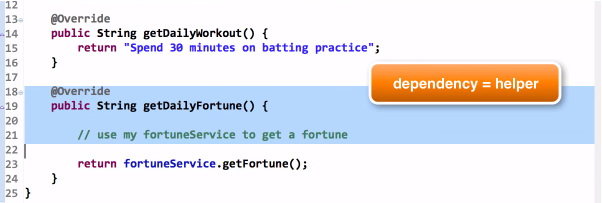 12
13 @Override
14 public String getDailyWorkout() {
15 return "Spend 30 minutes on batting practice";
16 }
17
dependency = helper
18 @Override
19 public String getDailyFortune() {
20
21 // use my fortuneService to get a fortune
22
23 return fortuneService.getFortune();
24 }
25 }